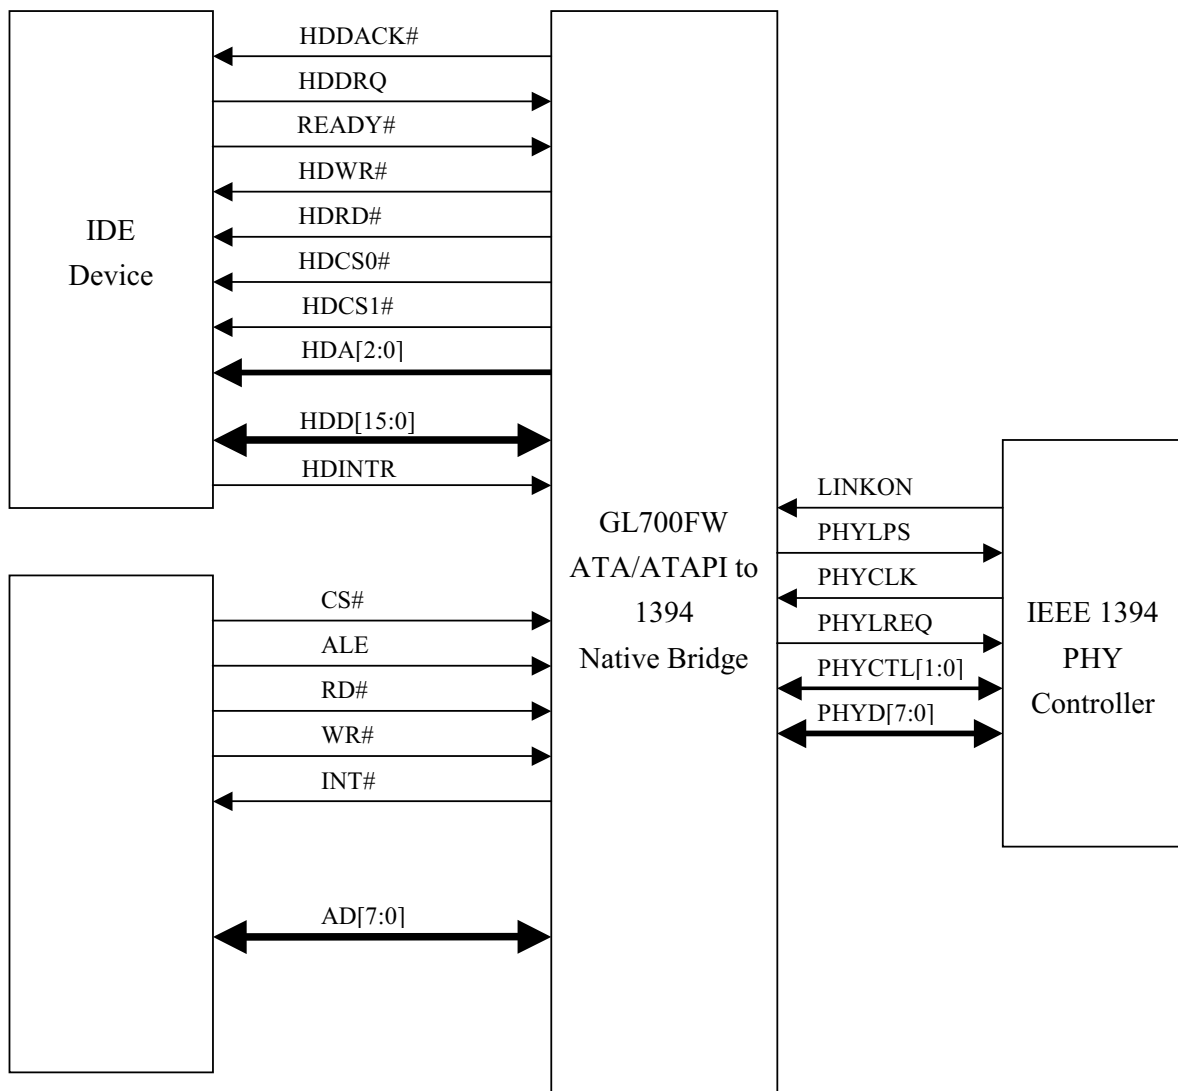 HDDACK#
HDDRQ
READY#
HDWR#
HDRD#
HDCS0#
HDCS1#
HDA[2:0]
HDD[15:0]
HDINTR
IDE
Device
CS#
ALE
RD#
WR#
INT#
AD[7:0]
GL700FW
ATA/ATAPI to
1394
Native Bridge
LINKON
PHYLPS
PHYCLK
PHYLREQ
PHYCTL[1:0]
PHYD[7:0]
IEEE 1394
PHY
Controller